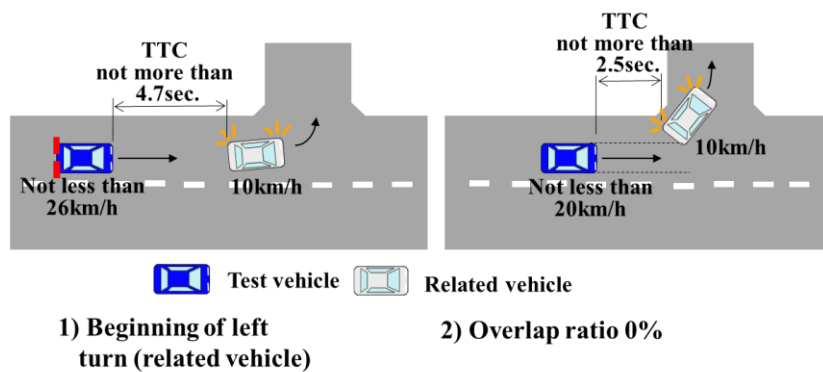 TTC
not more than
4.7sec.
10km/h
Not less than
26km/h
TTC
not more than
2.5sec.
10km/h
Not less than
20km/h
Test vehicle
Related vehicle
1) Beginning of left
turn (related vehicle)
2) Overlap ratio 0%